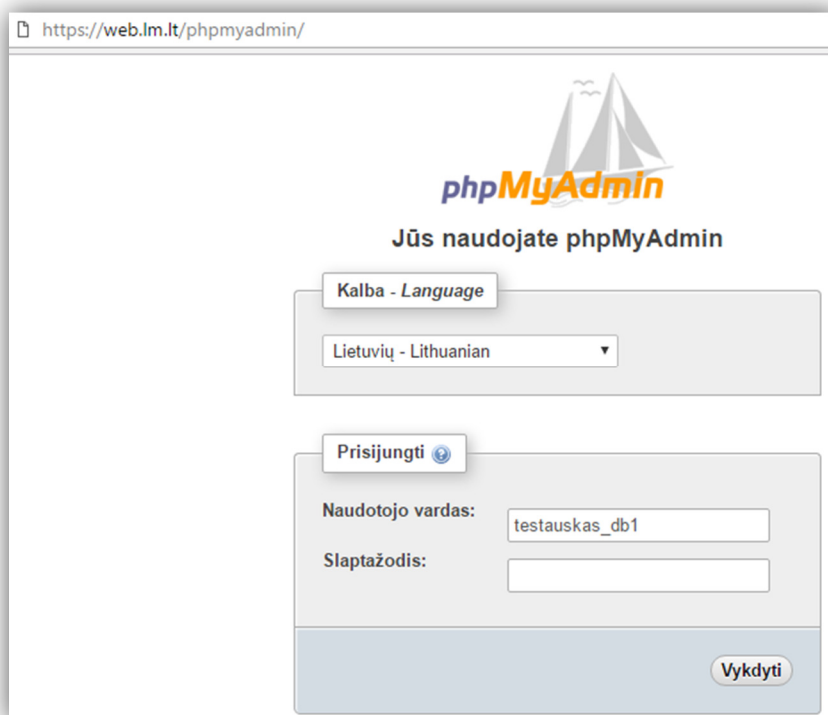 https://web.lm.lt/phpmyadmin/
phpMyAdmin
Jūs naudojate phpMyAdmin
Kalba - Language
Lietuvių - Lithuanian
Prisijungti
Naudotojo vardas:
testauskas_db1
Slaptažodis:
Vykdyti